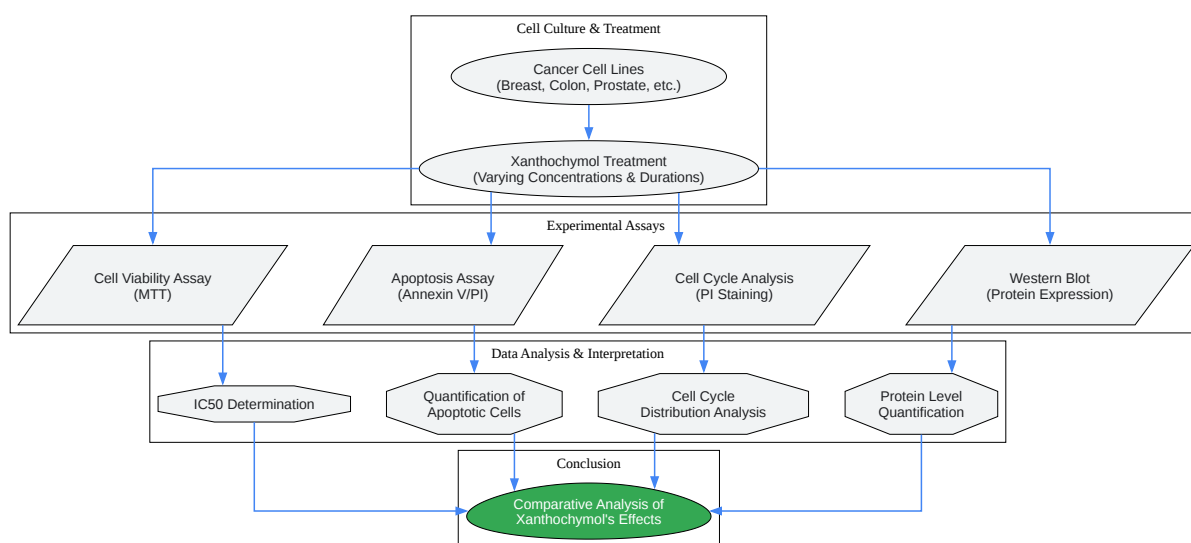 Cell Culture & Treatment
Cancer Cell Lines
(Breast, Colon, Prostate, etc.)
Xanthochymol Treatment
(Varying Concentrations & Durations)
Experimental Assays
Cell Viability Assay
(MTT)
Apoptosis Assay
(Annexin V/PI)
Cell Cycle Analysis
(PI Staining)
Western Blot
(Protein Expression)
Data Analysis & Interpretation
IC50 Determination
Quantification of
Apoptotic Cells
Cell Cycle
Distribution Analysis
Protein Level
Quantification
Conclusion
Comparative Analysis of
Xanthochymol's Effects